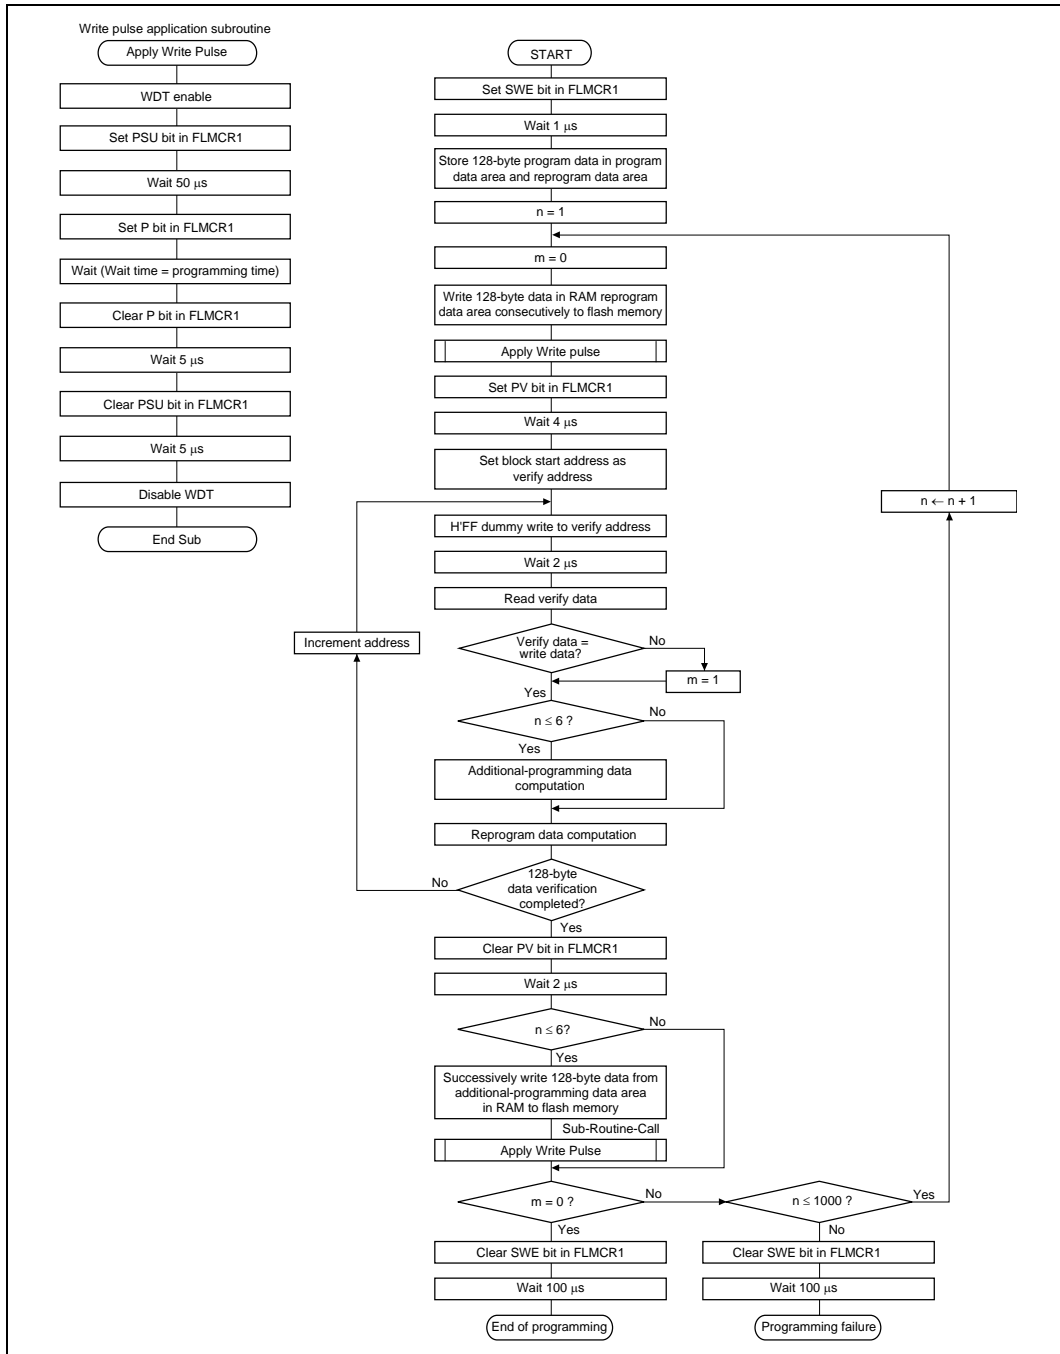 Write pulse application subroutine
Apply Write Pulse
WDT enable
Set PSU bit in FLMCR1
Wait 50 μs
Set P bit in FLMCR1
Wait (Wait time = programming time)
Clear P bit in FLMCR1
Wait 5 μs
Clear PSU bit in FLMCR1
Wait 5 μs
Disable WDT
End Sub
START
Set SWE bit in FLMCR1
Wait 1 μs
Store 128-byte program data in program
data area and reprogram data area
n = 1
m = 0
Write 128-byte data in RAM reprogram
data area consecutively to flash memory
Apply Write pulse
Set PV bit in FLMCR1
Wait 4 μs
Set block start address as
verify address
n ← n + 1
H'FF dummy write to verify address
Wait 2 μs
Read verify data
Increment address
Verify data =
write data?
No
m = 1
Yes
n ≤ 6 ?
No
Yes
Additional-programming data
computation
Reprogram data computation
128-byte
data verification
completed?
No
Yes
Clear PV bit in FLMCR1
Wait 2 μs
n ≤ 6?
No
Yes
Successively write 128-byte data from
additional-programming data area
in RAM to flash memory
Sub-Routine-Call
Apply Write Pulse
m = 0 ?
No
n ≤ 1000 ?
Yes
Yes
No
Clear SWE bit in FLMCR1
Clear SWE bit in FLMCR1
Wait 100 μs
Wait 100 μs
End of programming
Programming failure